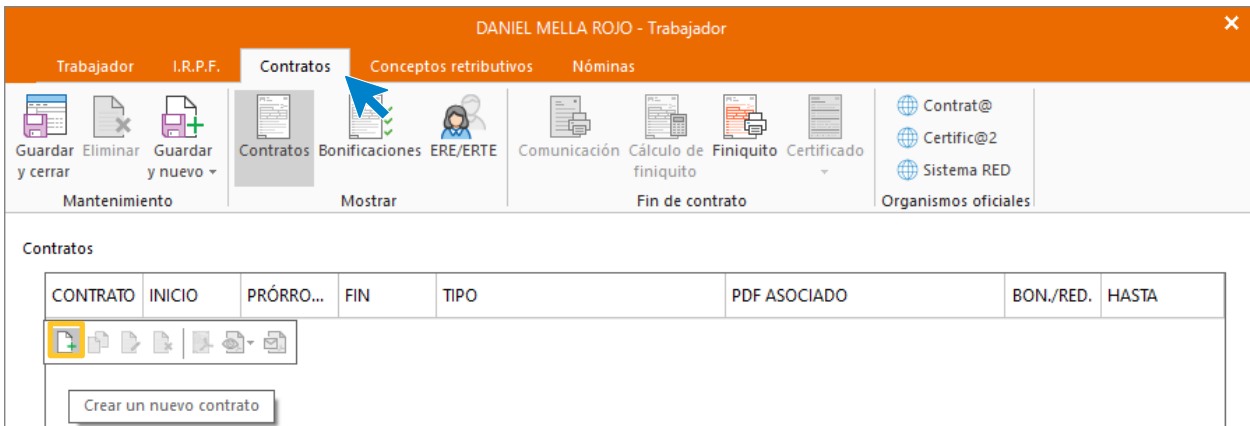 DANIEL MELLA ROJO - Trabajador
Trabajador I.R.P.F. Contratos Conceptos retributivos Nóminas
Guardar y cerrar
Eliminar
Guardar y nuevo
Contratos
Bonificaciones
ERE/ERTE
Comunicación
Cálculo de finiquito
Finiquito
Certificado
Contrat@
Certific@2
Sistema RED
Mantenimiento Mostrar Fin de contrato Organismos oficiales
Contratos
CONTRATO INICIO PRÓRRO... FIN TIPO PDF ASOCIADO BON./RED. HASTA
Crear un nuevo contrato